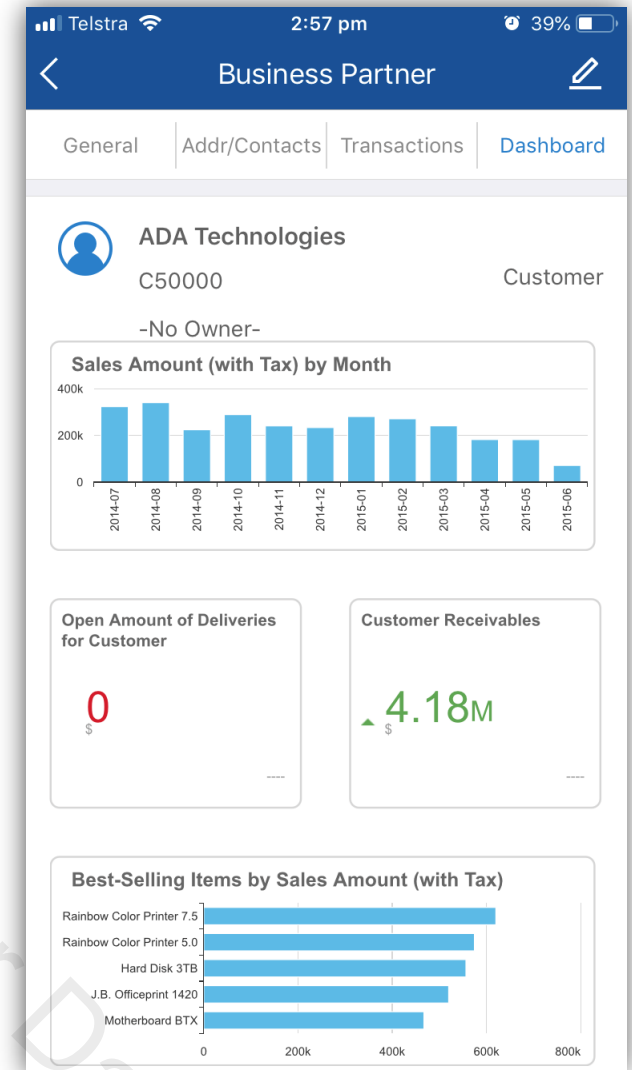 Telstra 2:57 pm 39%
Business Partner
General Addr/Contacts Transactions Dashboard
ADA Technologies
C50000 Customer
-No Owner-
Sales Amount (with Tax) by Month
400k
200k
0
2014-07 2014-08 2014-09 2014-10 2014-11 2014-12 2015-01 2015-02 2015-03 2015-04 2015-05 2015-06
Open Amount of Deliveries
for Customer
$ 0
----
Customer Receivables
$ 4.18M
----
Best-Selling Items by Sales Amount (with Tax)
Rainbow Color Printer 7.5
Rainbow Color Printer 5.0
Hard Disk 3TB
J.B. Officeprint 1420
Motherboard BTX
0 200k 400k 600k 800k